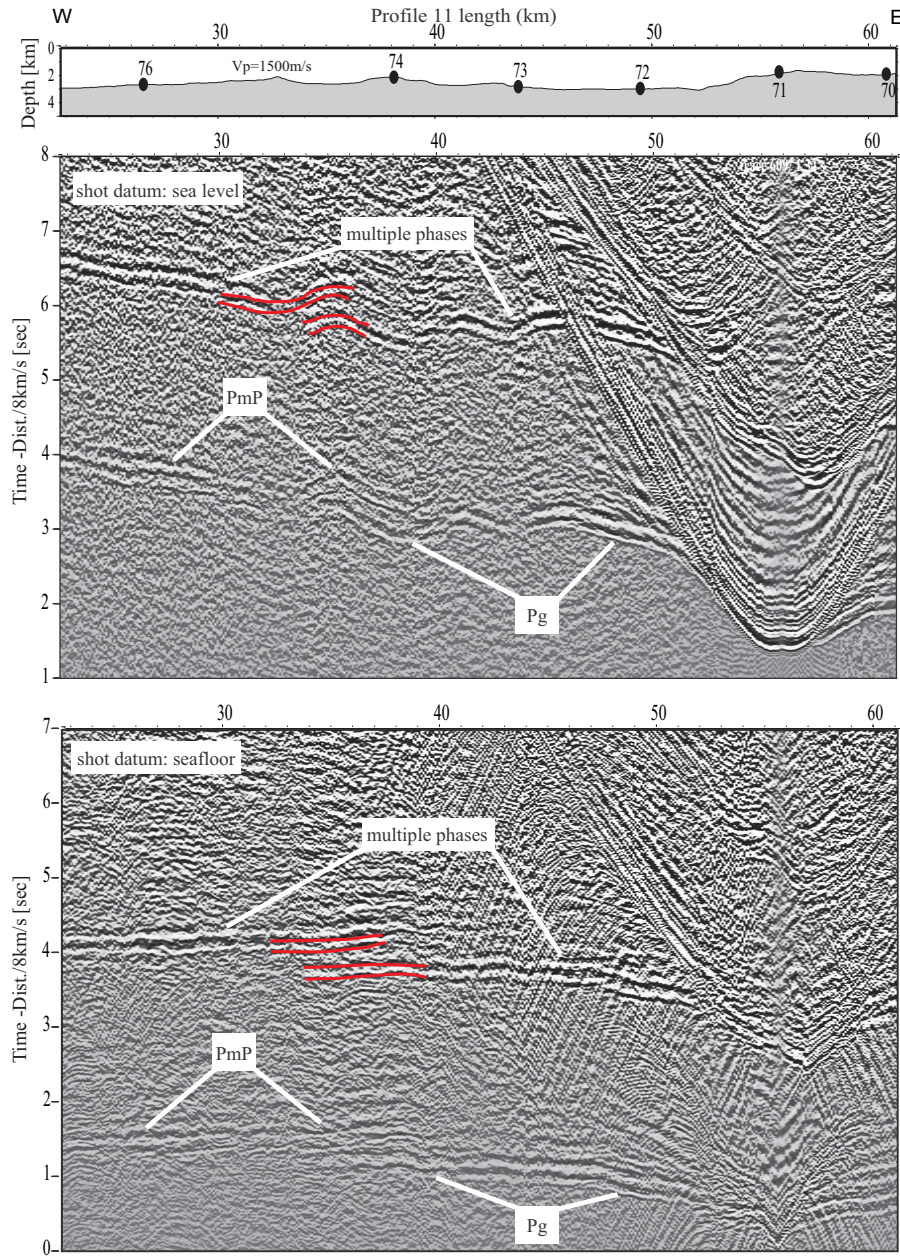 W
Profile 11 length (km)
E
30 40 50 60
Depth [km]
0
2
4
76 Vp=1500m/s 74 73 72 71 70
30 40 50 60
Time -Dist./8km/s [sec]
8
7
6
5
4
3
2
1
shot datum: sea level
multiple phases
PmP
Pg
30 40 50 60
Time -Dist./8km/s [sec]
7
6
5
4
3
2
1
0
shot datum: seafloor
multiple phases
PmP
Pg